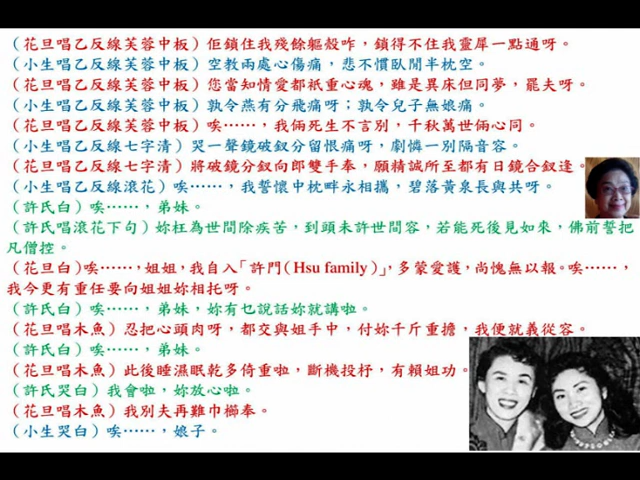 （花旦唱乙反線芙蓉中板）佢鎖住我殘餘軀殼咋，鎖得不住我靈犀一點通呀。
（小生唱乙反線芙蓉中板）空教兩處心傷痛，悲不慣臥閒半枕空。
（花旦唱乙反線芙蓉中板）您當知情愛都祇重心魂，雖是異床但同夢，罷夫呀。
（小生唱乙反線芙蓉中板）孰令燕有分飛痛呀；孰令兒子無娘痛。
（花旦唱乙反線芙蓉中板）唉⋯⋯，我倆死生不言別，千秋萬世倆心同。
（小生唱乙反線七字清）哭一聲鏡破釵分留恨痛呀，劇憐一別隔音容。
（花旦唱乙反線七字清）將破鏡分釵向郎雙手奉，願精誠所至都有日鏡合釵逢。
（小生唱乙反線滾花）唉⋯⋯，我誓懷中枕畔永相攜，碧落黃泉長與共呀。
（許氏白）唉⋯⋯，弟妹。
（許氏唱滾花下句）妳枉為世間除疾苦，到頭未許世間容，若能死後見如來，佛前誓把
凡僧控。
（花旦白）唉⋯⋯，姐姐，我自入「許門（Hsu family）」，多蒙愛護，尚愧無以報。唉⋯⋯，
我今更有重任要向姐姐妳相托呀。
（許氏白）唉⋯⋯，弟妹，妳有乜說話妳就講啦。
（花旦唱木魚）忍把心頭肉呀，都交與姐手中，付妳千斤重擔，我便就義從容。
（許氏白）唉⋯⋯，弟妹。
（花旦唱木魚）此後睡濕眠乾多倚重啦，斷機投杼，有賴姐功。
（許氏哭白）我會啦，妳放心啦。
（花旦唱木魚）我別夫再難巾櫛奉。
（小生哭白）唉⋯⋯，娘子。